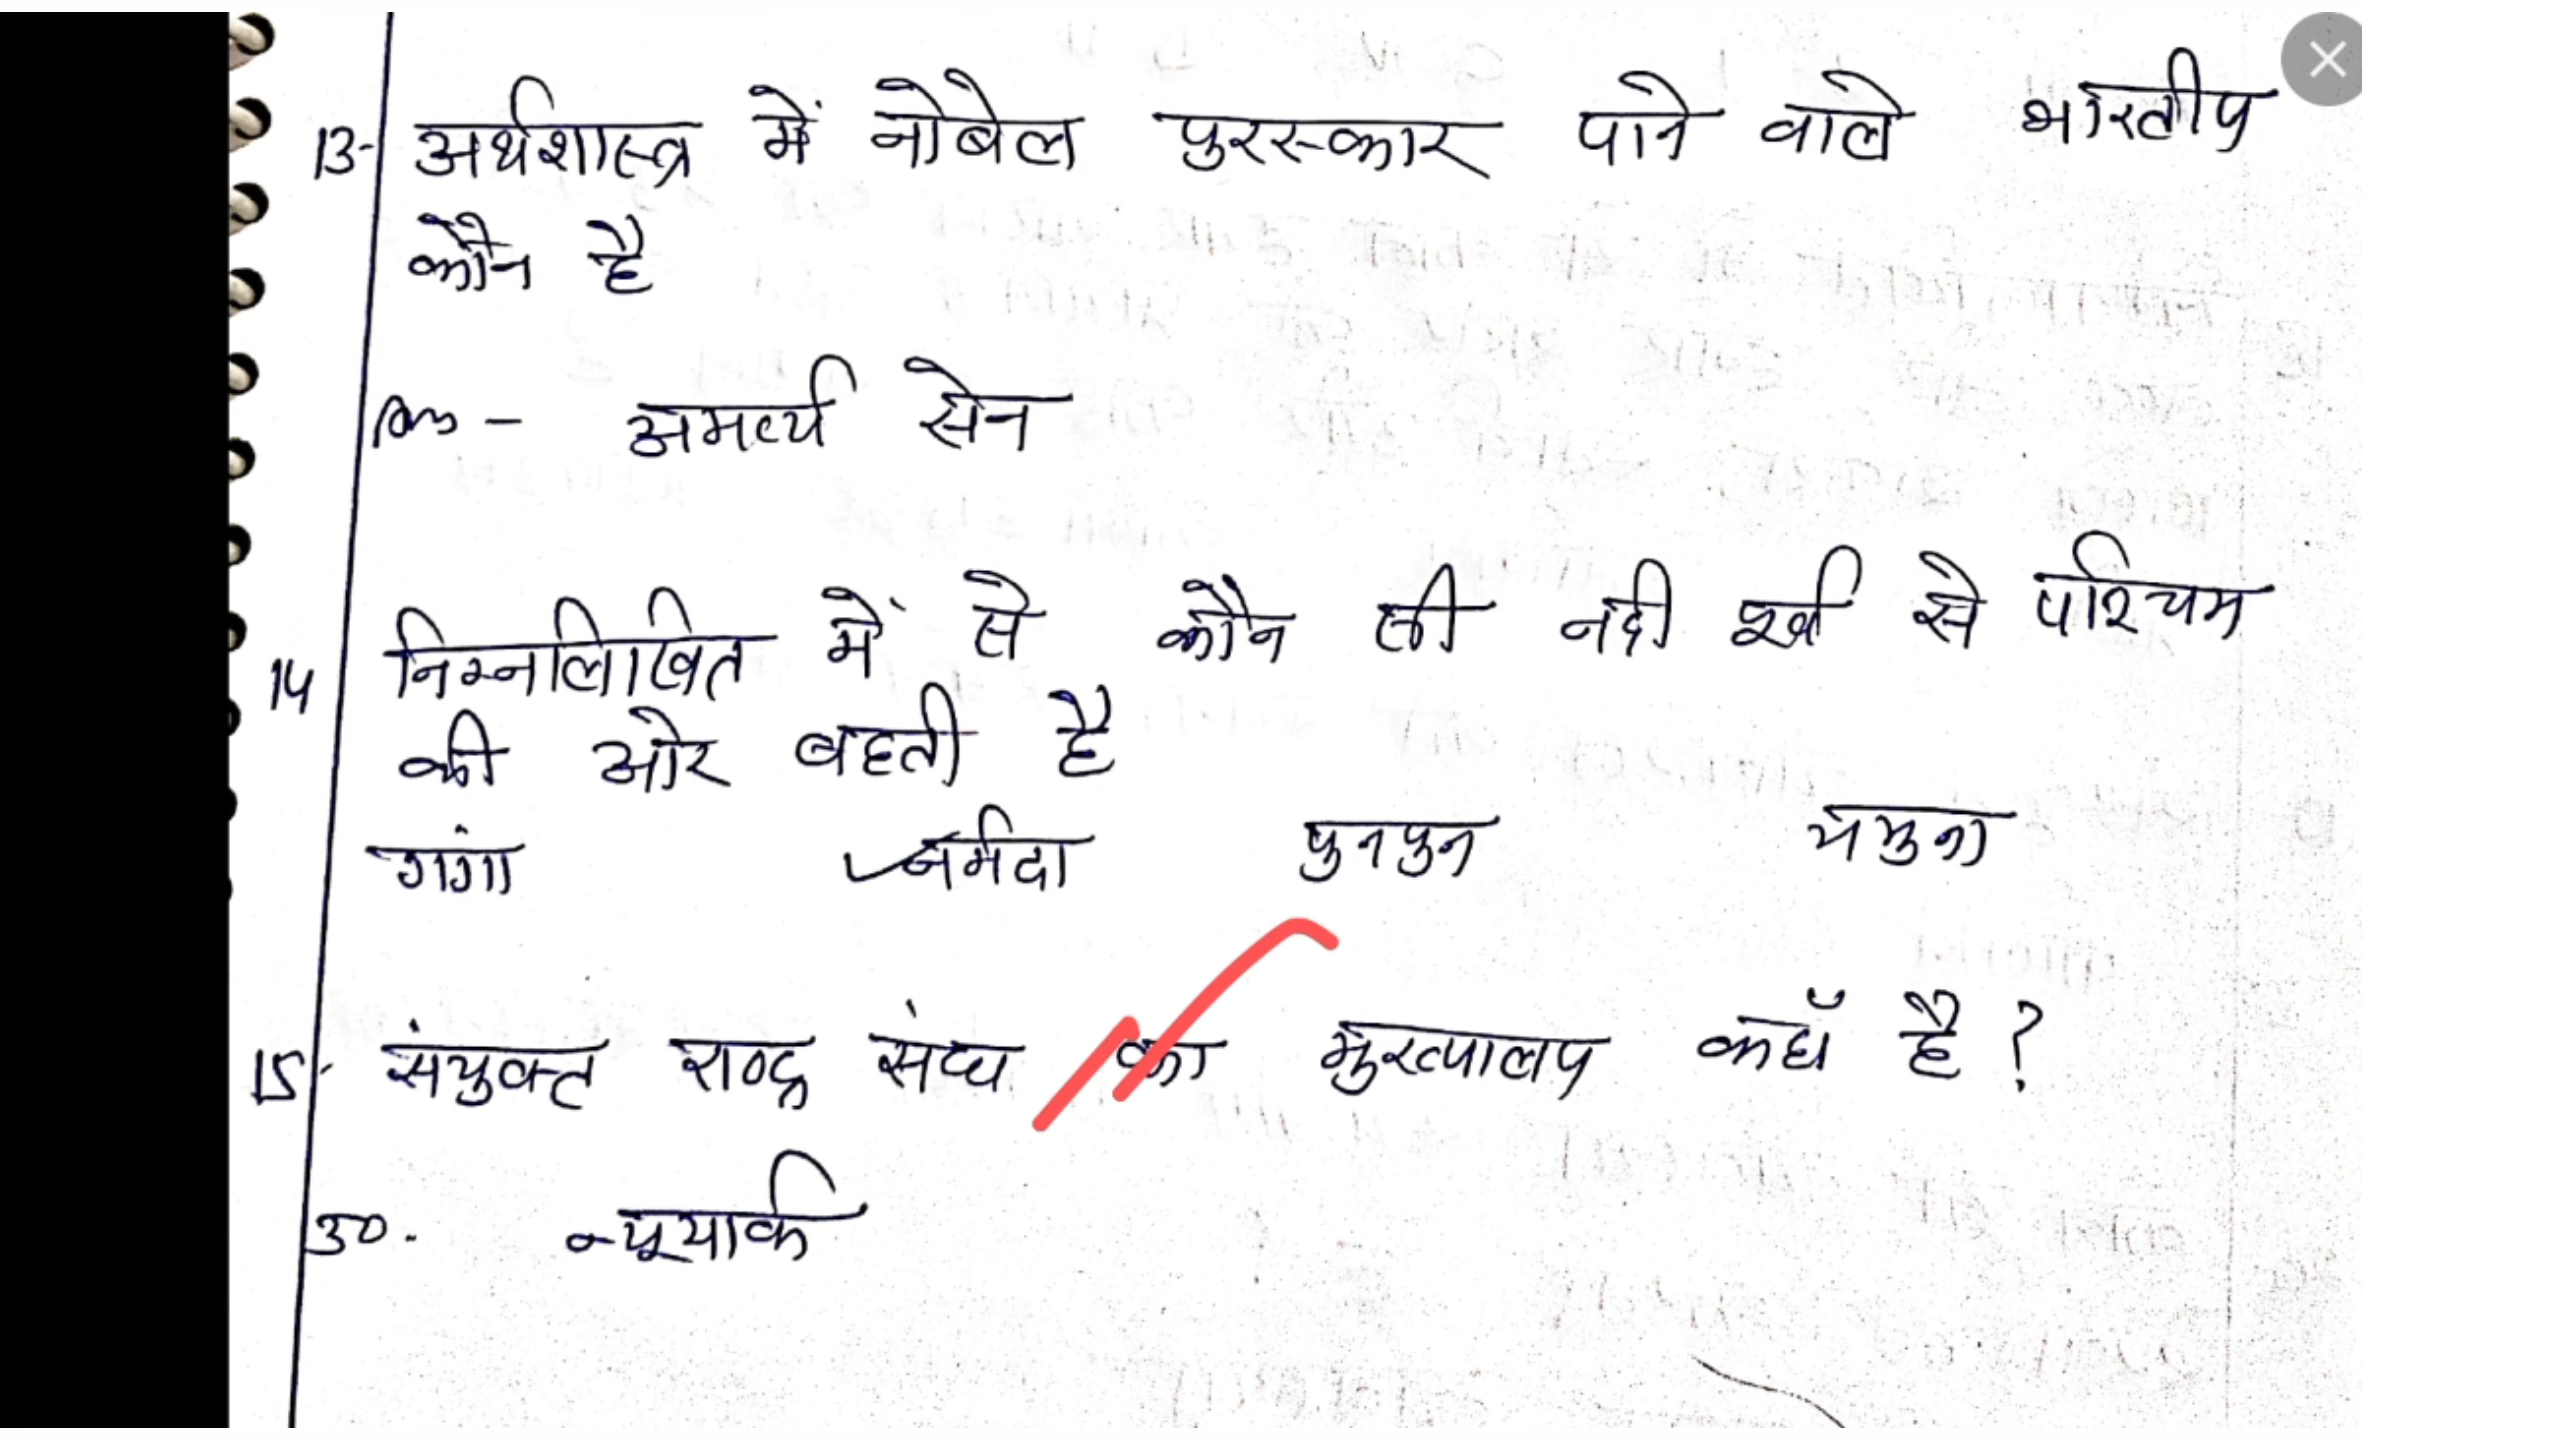 13- अर्थशास्त्र में नोबेल पुरस्कार पाने वाले भारतीय
कौन है
Ans - अमर्त्य सेन
14 निम्नलिखित में से कौन सी नदी पूर्व से पश्चिम
की ओर बहती है
गंगा नर्मदा पुनपुन यमुना
15. संयुक्त राष्ट्र संघ का मुख्यालय कहाँ है ?
उ०. न्यूयार्क